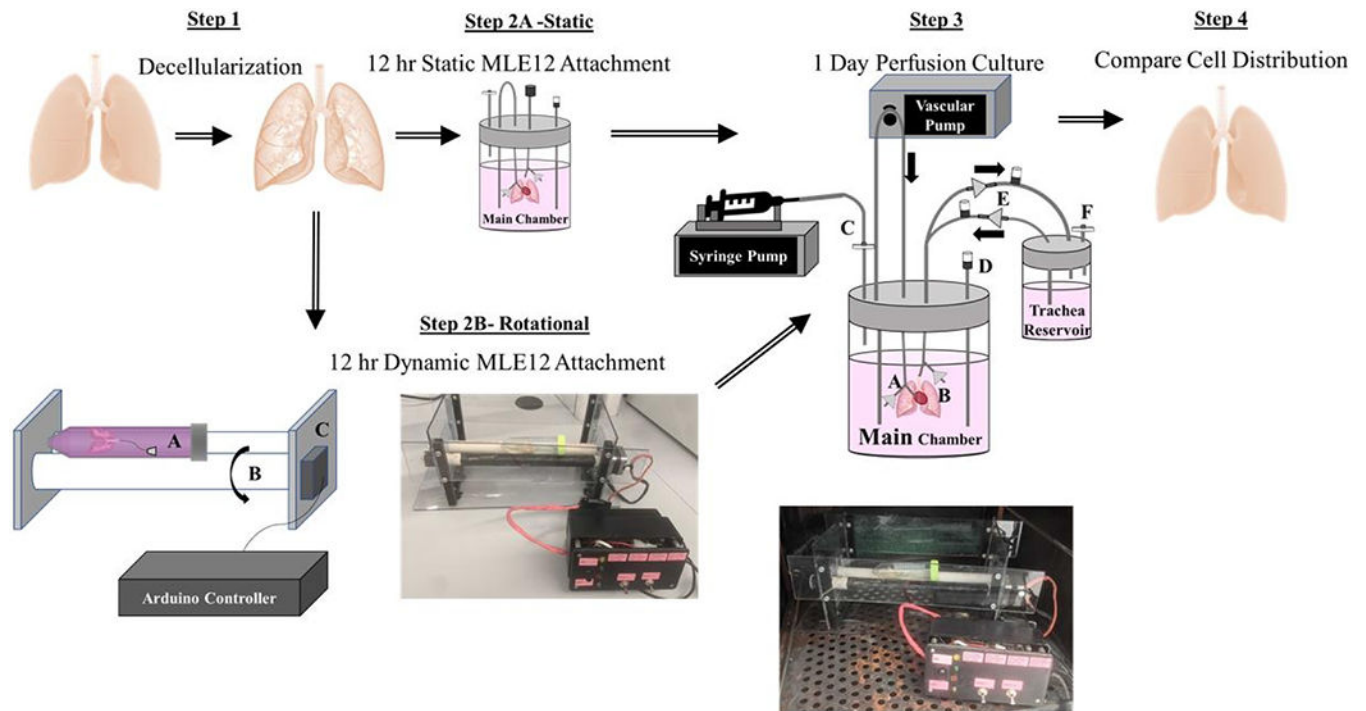 Step 1
Decellularization
Step 2A -Static
12 hr Static MLE12 Attachment
Main Chamber
Step 3
1 Day Perfusion Culture
Vascular
Pump
Step 4
Compare Cell Distribution
Syringe Pump
C
E
F
D
Trachea
Reservoir
A
B
Main Chamber
Step 2B- Rotational
12 hr Dynamic MLE12 Attachment
A
B
C
Arduino Controller